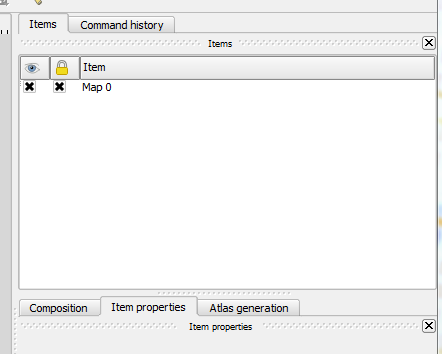 Items Command history
Items
Item
Map 0
Composition Item properties Atlas generation
Item properties